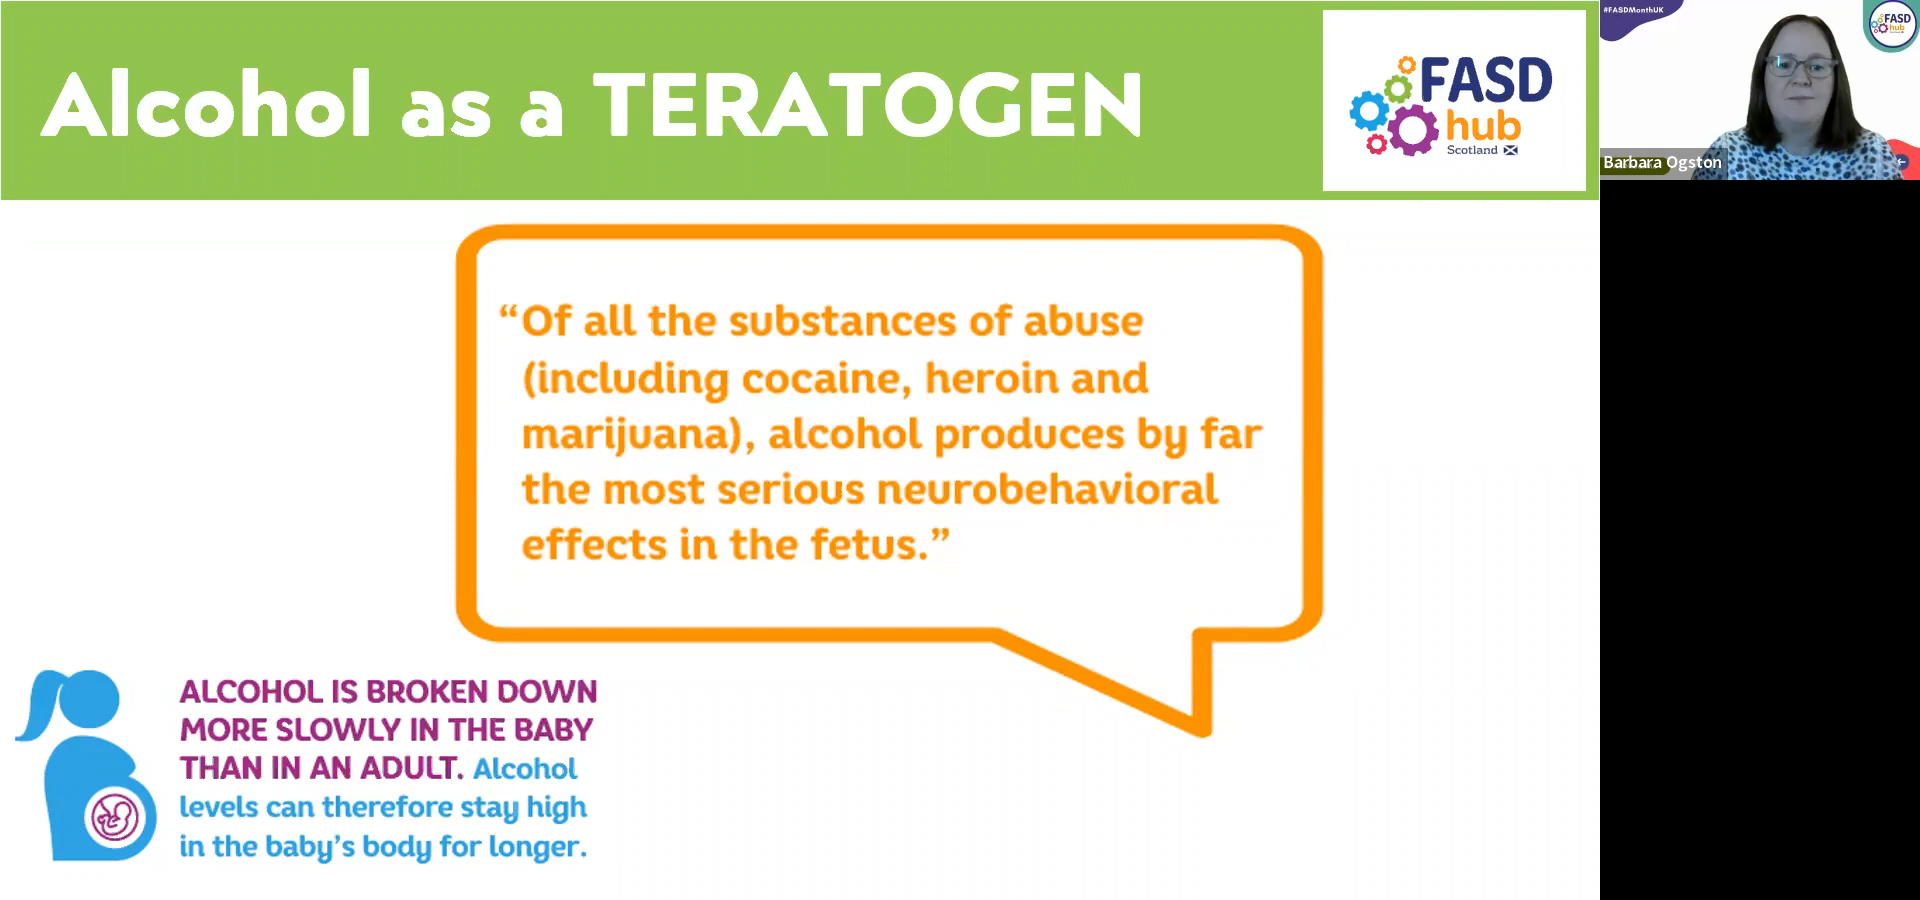 Alcohol as a TERATOGEN
FASD
hub
Scotland
#FASDMonthUK
FASD
hub
Barbara Ogston
“Of all the substances of abuse
(including cocaine, heroin and
marijuana), alcohol produces by far
the most serious neurobehavioral
effects in the fetus.”
ALCOHOL IS BROKEN DOWN
MORE SLOWLY IN THE BABY
THAN IN AN ADULT. Alcohol
levels can therefore stay high
in the baby’s body for longer.